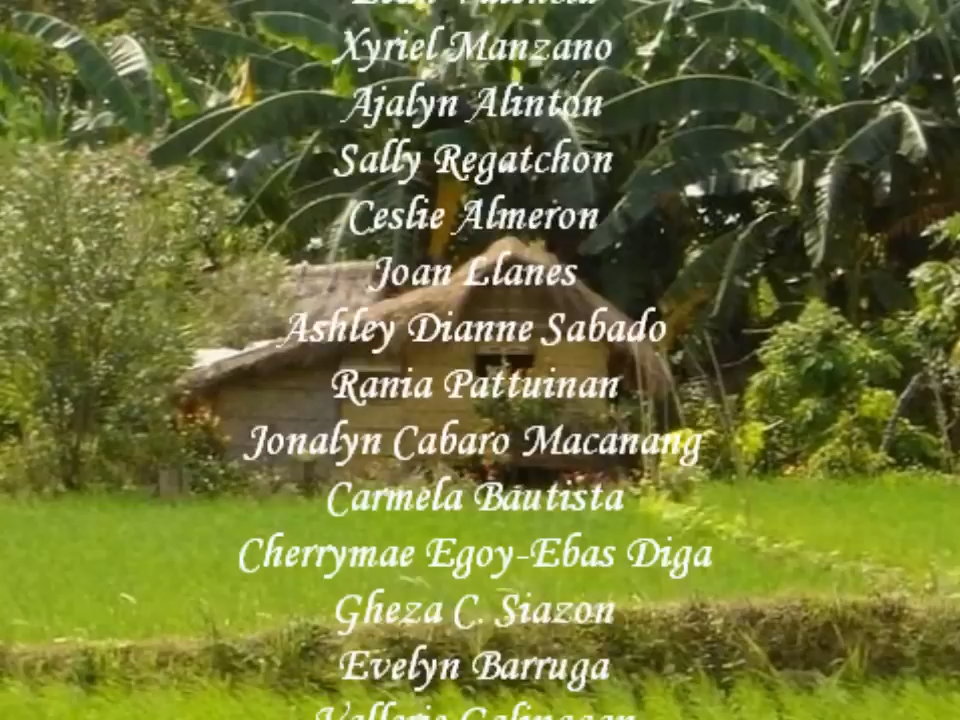 Xyriel Manzano
Ajalyn Alinton
Sally Regatchon
Ceslie Almeron
Joan Llanes
Ashley Dianne Sabado
Rania Pattuinan
Jonalyn Cabaro Macanang
Carmela Bautista
Cherrymae Egoy-Ebas Diga
Gheza C. Siazon
Evelyn Barruga